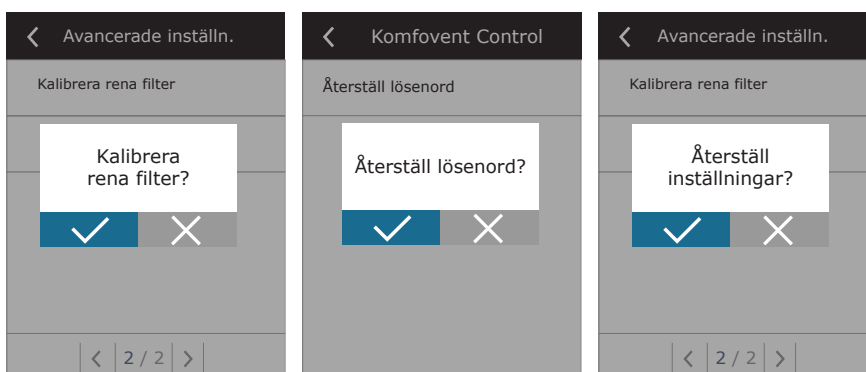 Avancerade inställn.
Kalibrera rena filter
Kalibrera
rena filter?
2 / 2
Komfovent Control
Återställ lösenord
Återställ lösenord?
Avancerade inställn.
Kalibrera rena filter
Återställ
inställningar?
2 / 2